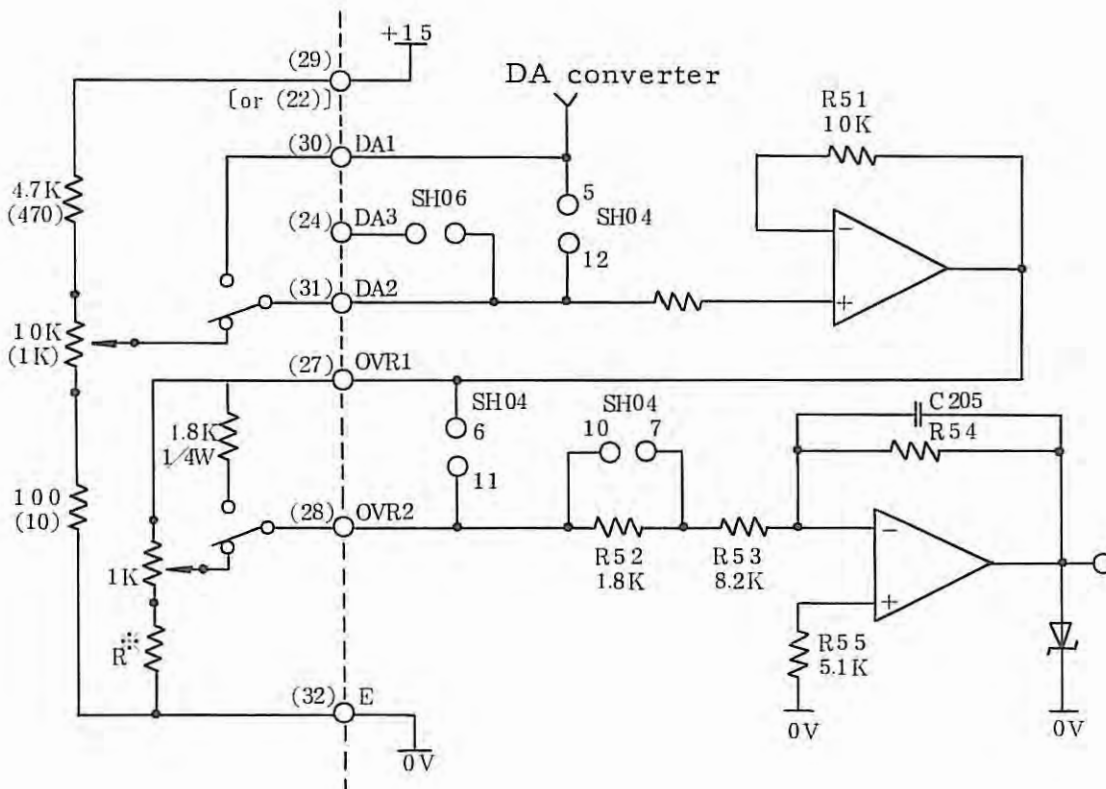 +15
(29)
[or (22)]
DA converter
R51
10K
(30) DA1
4.7K
(470)
SH06
(24) DA3
5
SH04
12
(31) DA2
−
+
10K
(1K)
(27) OVR1
SH04
6
11
SH04
10 7
C205
R54
1.8K
1/4W
100
(10)
(28) OVR2
R52
1.8K
R53
8.2K
−
+
1K
R※
R55
5.1K
(32) E
0V
0V
0V